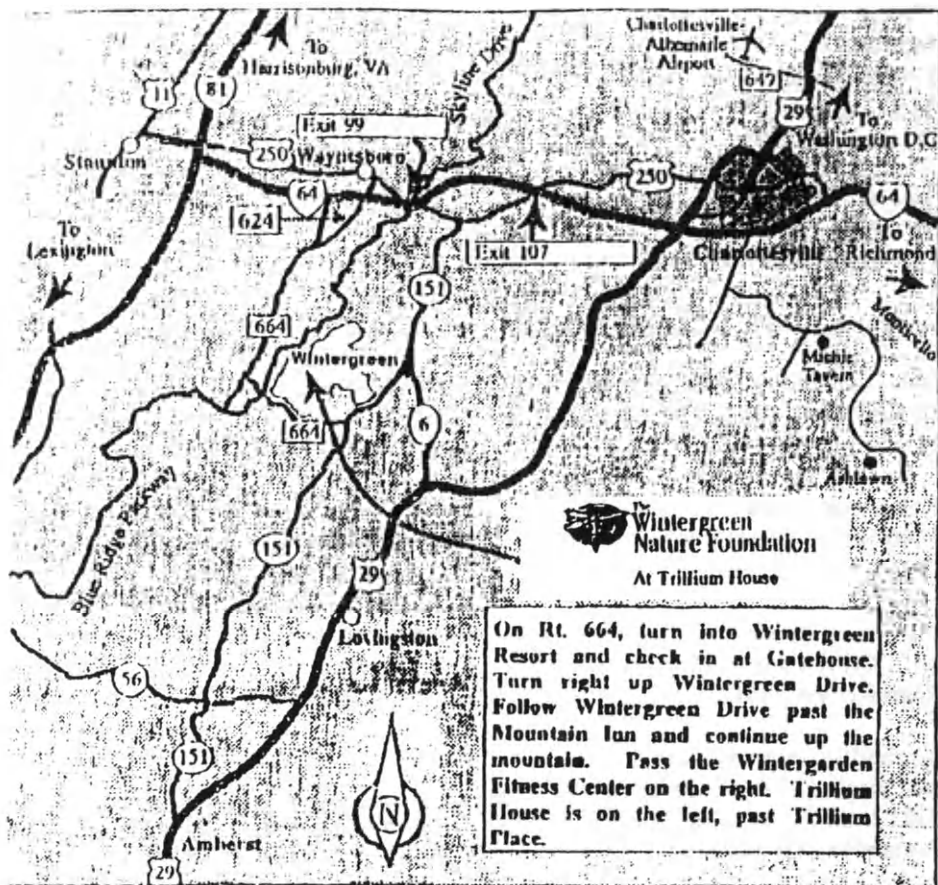 To
Harrisonburg, VA
11
81
Skyline Drive
Charlottesville-
Albemarle
Airport
649
29
To
Washington D.C
Exit 99
Staunton
250
Waynesboro
250
64
64
624
To
Lexington
Exit 107
Charlottesville
To
Richmond
151
Monticello
664
Wintergreen
Michie
Tavern
664
6
Ashlawn
Blue Ridge Parkway
151
29
The
Wintergreen
Nature Foundation
At Trillium House
Lovingston
56
151
N
Amherst
29
On Rt. 664, turn into Wintergreen
Resort and check in at Gatehouse.
Turn right up Wintergreen Drive.
Follow Wintergreen Drive past the
Mountain Inn and continue up the
mountain. Pass the Wintergarden
Fitness Center on the right. Trillium
House is on the left, past Trillium
Place.